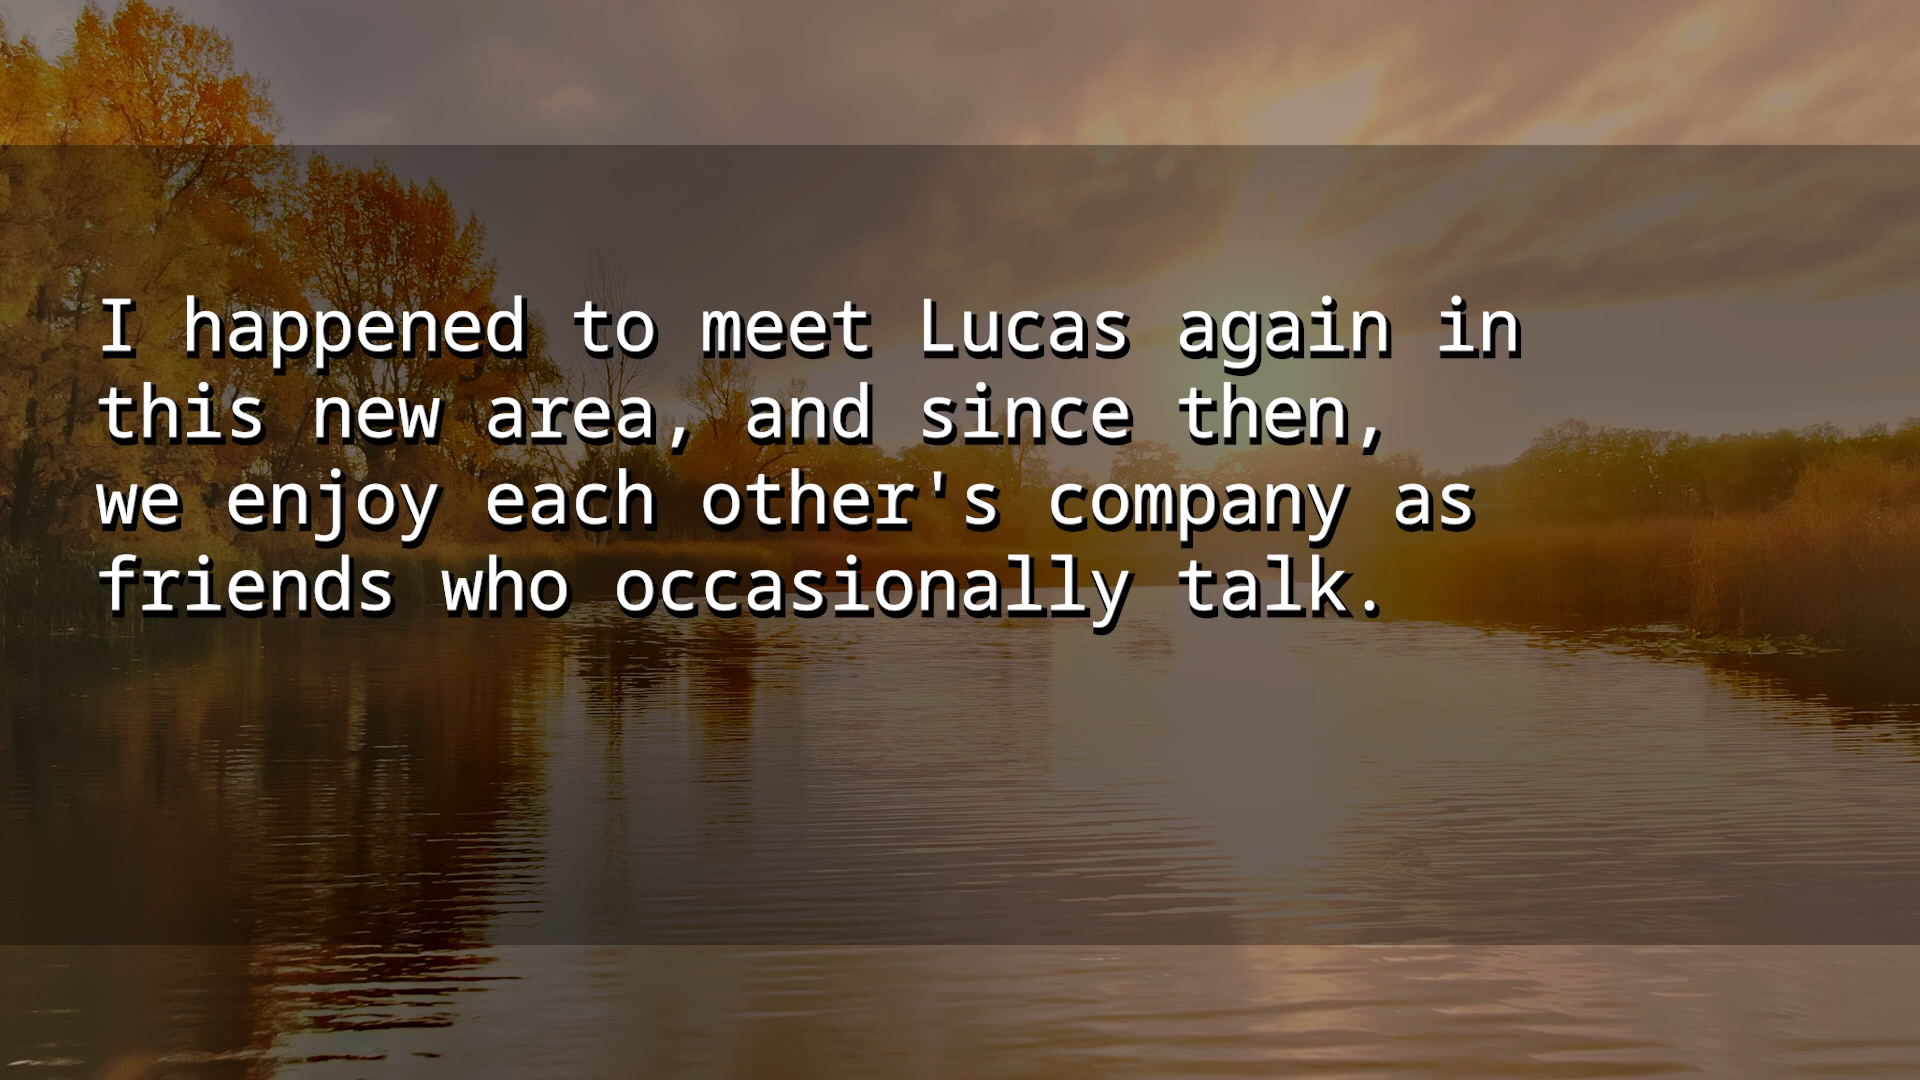 I happened to meet Lucas again in
this new area, and since then,
we enjoy each other's company as
friends who occasionally talk.